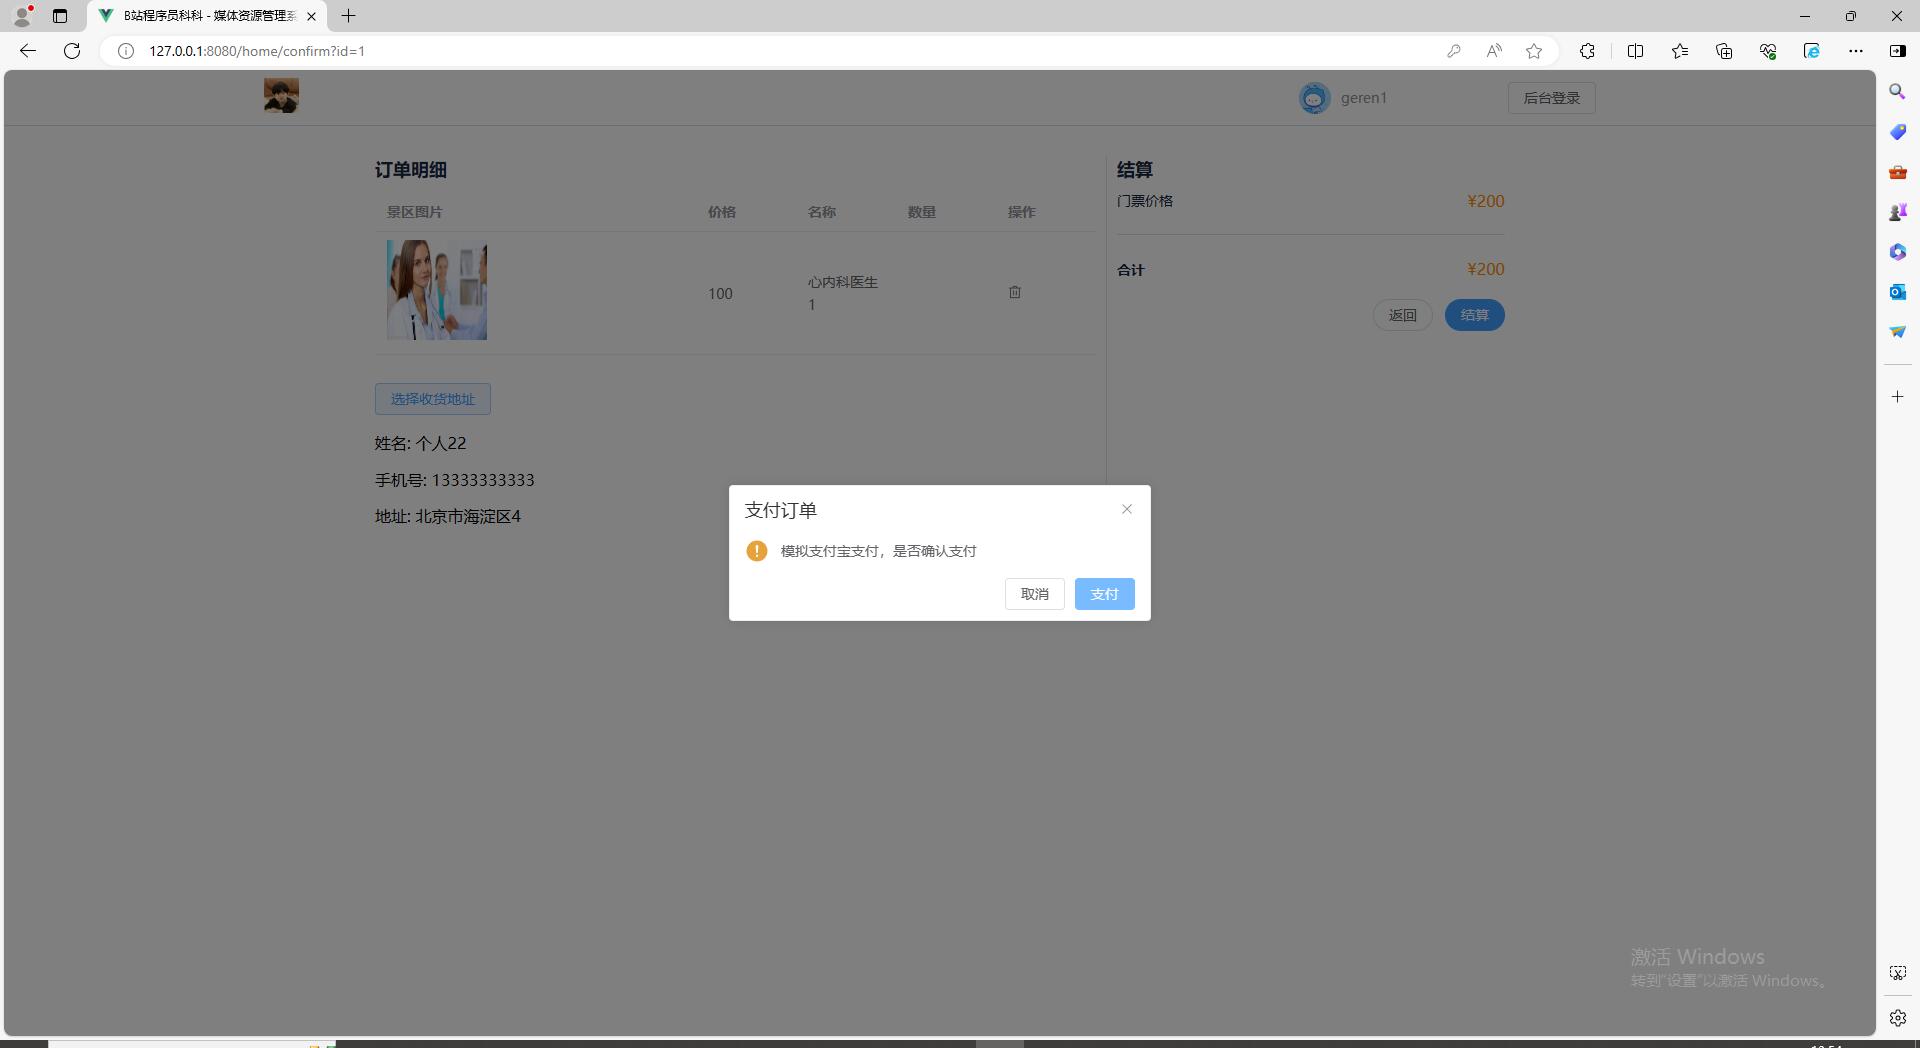 B站程序员科科 - 媒体资源管理系
127.0.0.1:8080/home/confirm?id=1
geren1
后台登录
订单明细
景区图片 价格 名称 数量 操作
100 心内科医生
1
选择收货地址
姓名: 个人22
手机号: 13333333333
地址: 北京市海淀区4
结算
门票价格 ¥200
合计 ¥200
返回 结算
支付订单
模拟支付宝支付，是否确认支付
取消 支付
激活 Windows
转到"设置"以激活 Windows。